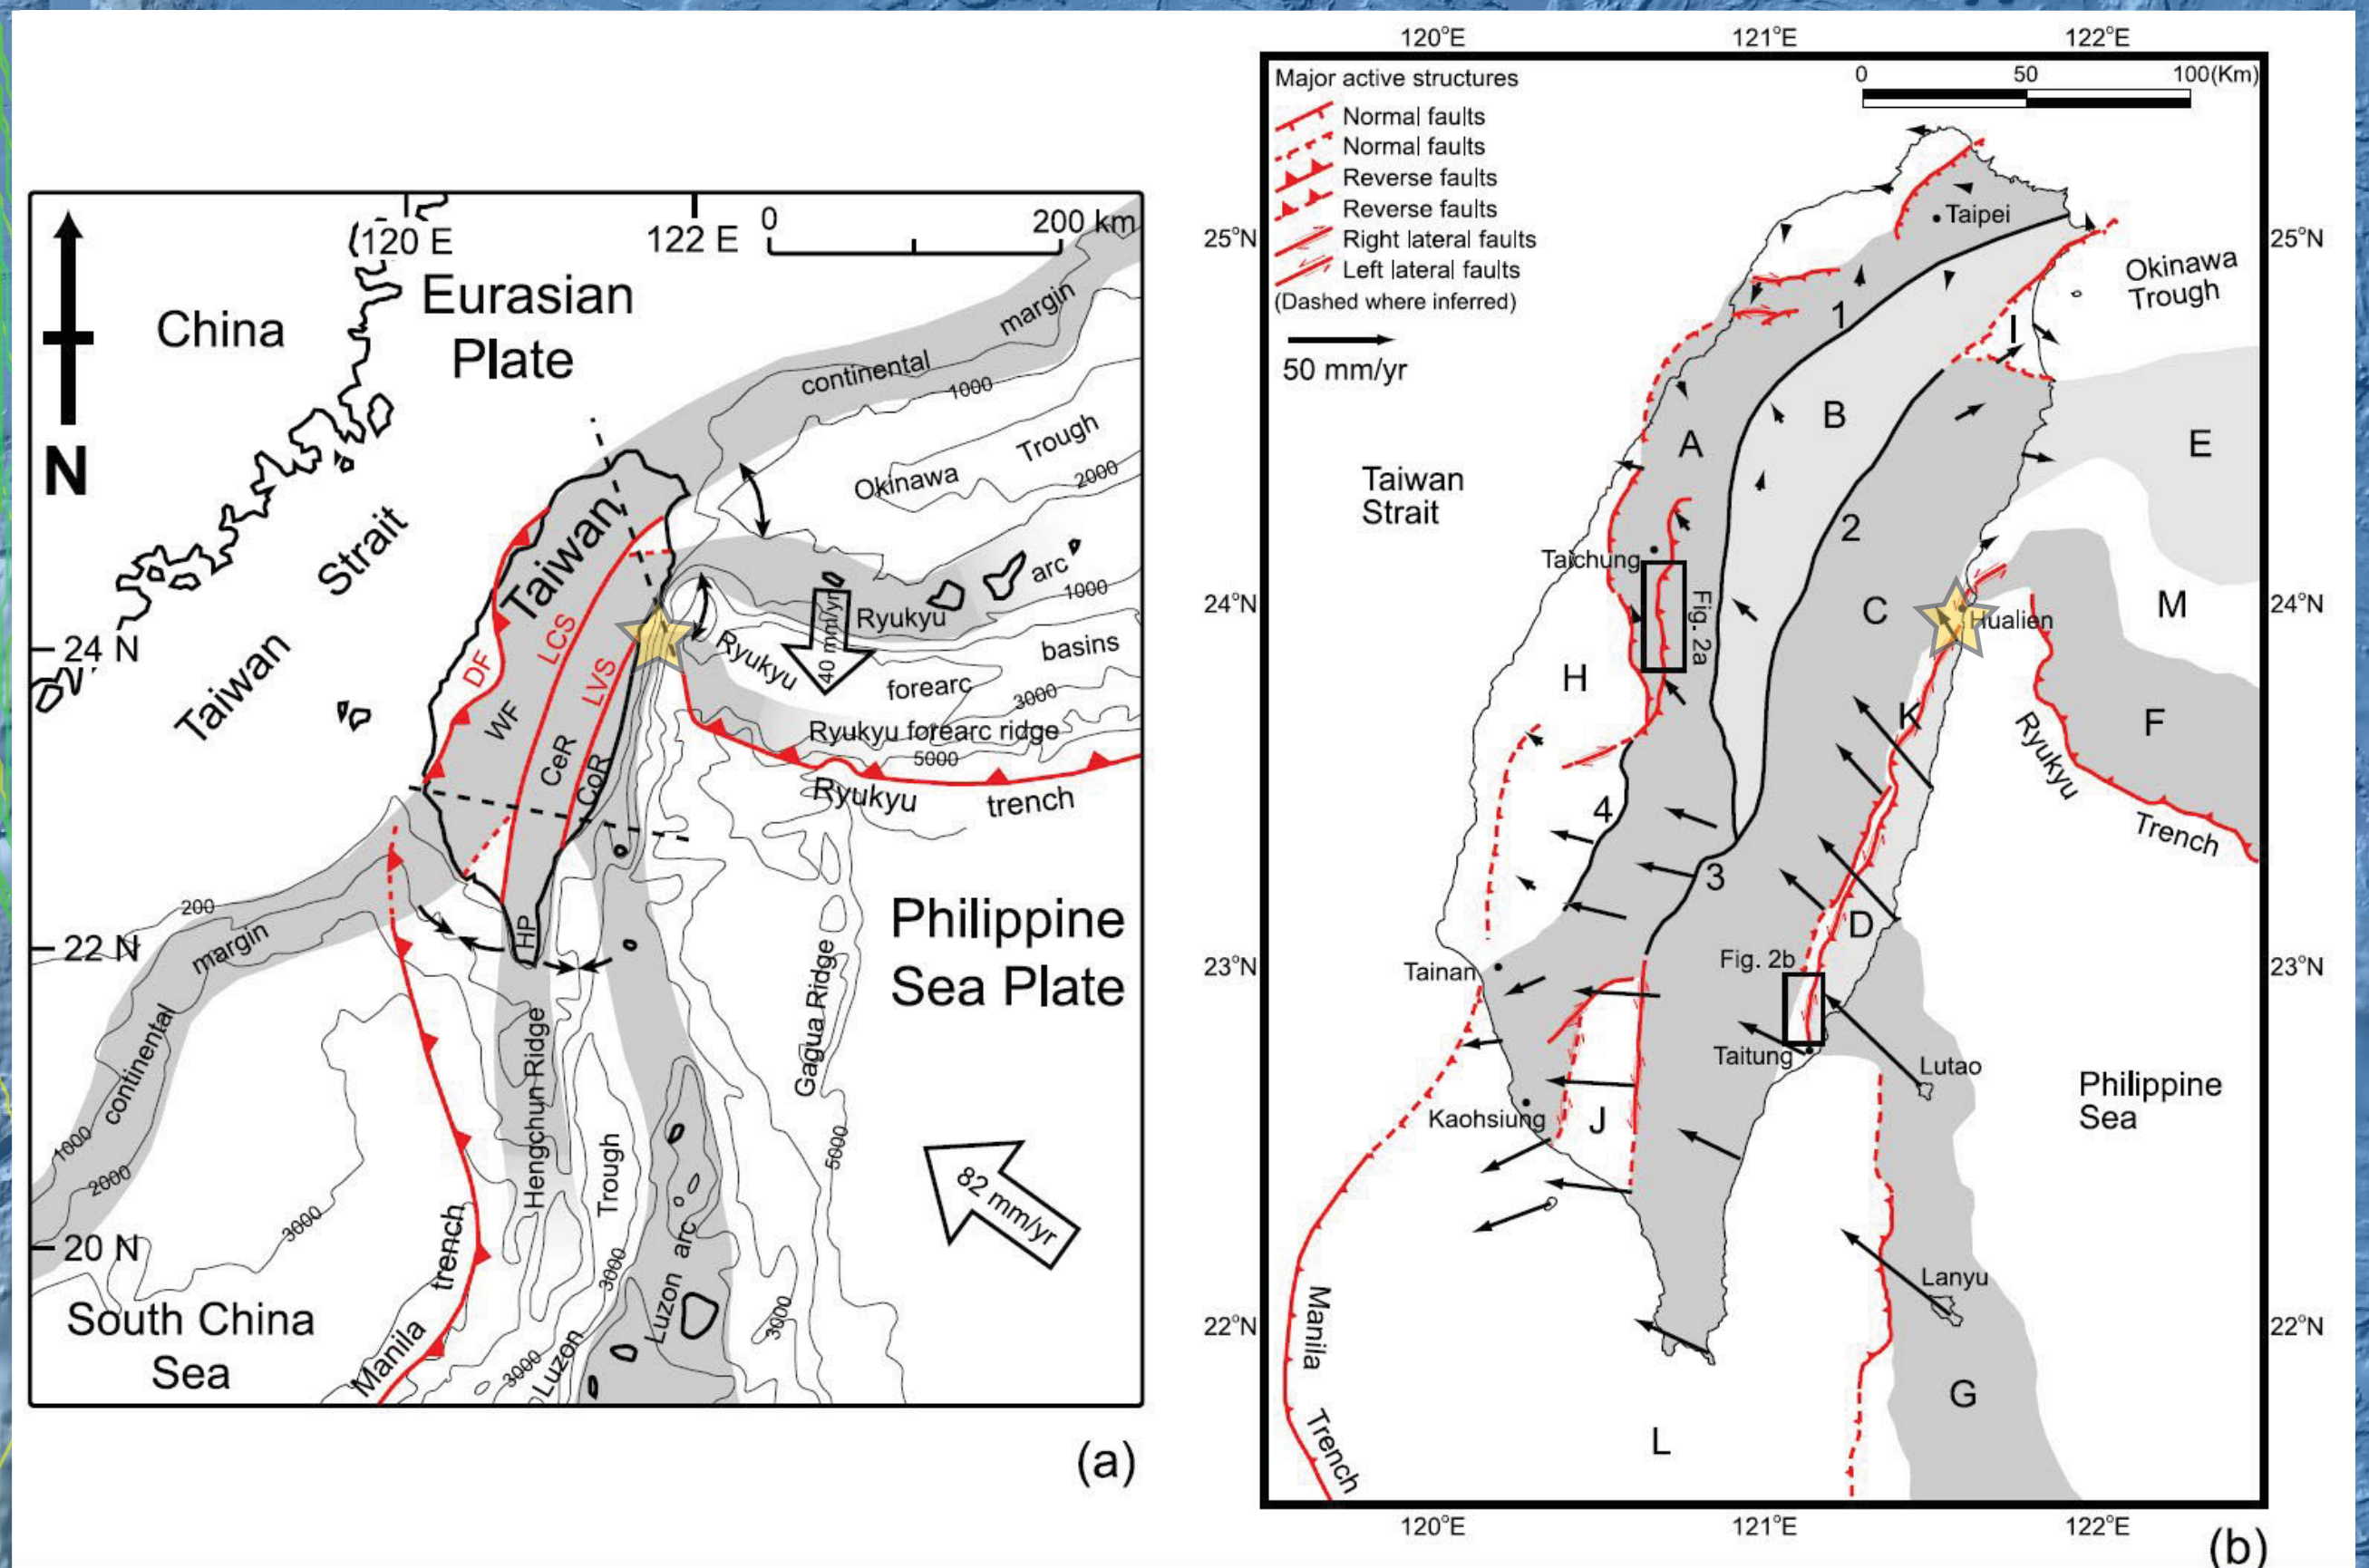 120 E
122 E
0
200 km
China
Eurasian
Plate
N
Taiwan
Strait
Taiwan
continental
margin
1000
Okinawa
Trough
2000
arc
1000
Ryukyu
40 mm/yr
Ryukyu
basins
forearc
3000
Ryukyu forearc ridge
5000
Ryukyu
trench
24 N
DF
LCS
LVS
WF
CeR
CoR
HP
22 N
200
margin
continental
1000
2000
3000
20 N
South China
Sea
Manila
trench
Hengchun Ridge
Trough
Luzon
3000
3000
Luzon
arc
3000
Gagua Ridge
5000
Philippine
Sea Plate
82 mm/yr
(a)
120°E
121°E
122°E
Major active structures
Normal faults
Normal faults
Reverse faults
Reverse faults
Right lateral faults
Left lateral faults
(Dashed where inferred)
50 mm/yr
0
50
100(Km)
25°N
25°N
Taipei
Okinawa
Trough
1
I
B
A
E
Taiwan
Strait
2
Taichung
24°N
24°N
Fig. 2a
C
M
Hualien
H
K
F
Ryukyu
Trench
4
3
D
Fig. 2b
Tainan
23°N
23°N
Taitung
Lutao
Philippine
Sea
Kaohsiung
J
Lanyu
22°N
22°N
Manila
Trench
G
L
120°E
121°E
122°E
(b)